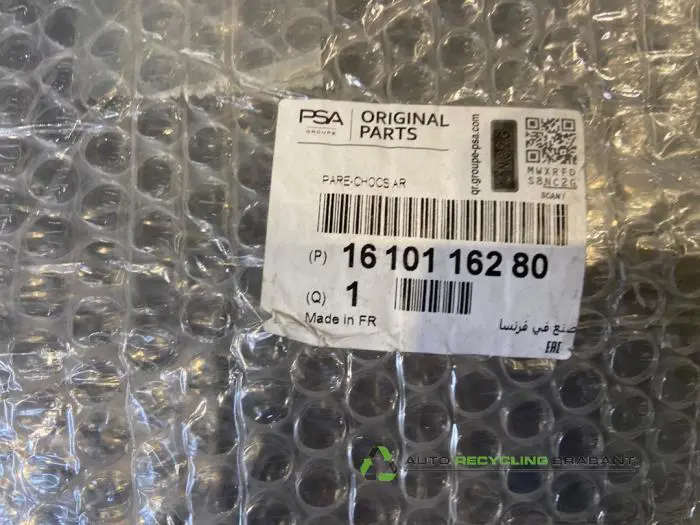 PSA
GROUPE
ORIGINAL
PARTS
qr.groupe-psa.com
MWXRFD
S8NC2G
SCAN /
PARE-CHOCS AR
(P) 16 101 162 80
(Q) 1
Made in FR
صنع في فرنسا
EAC
AUTO RECYCLING BRABANT